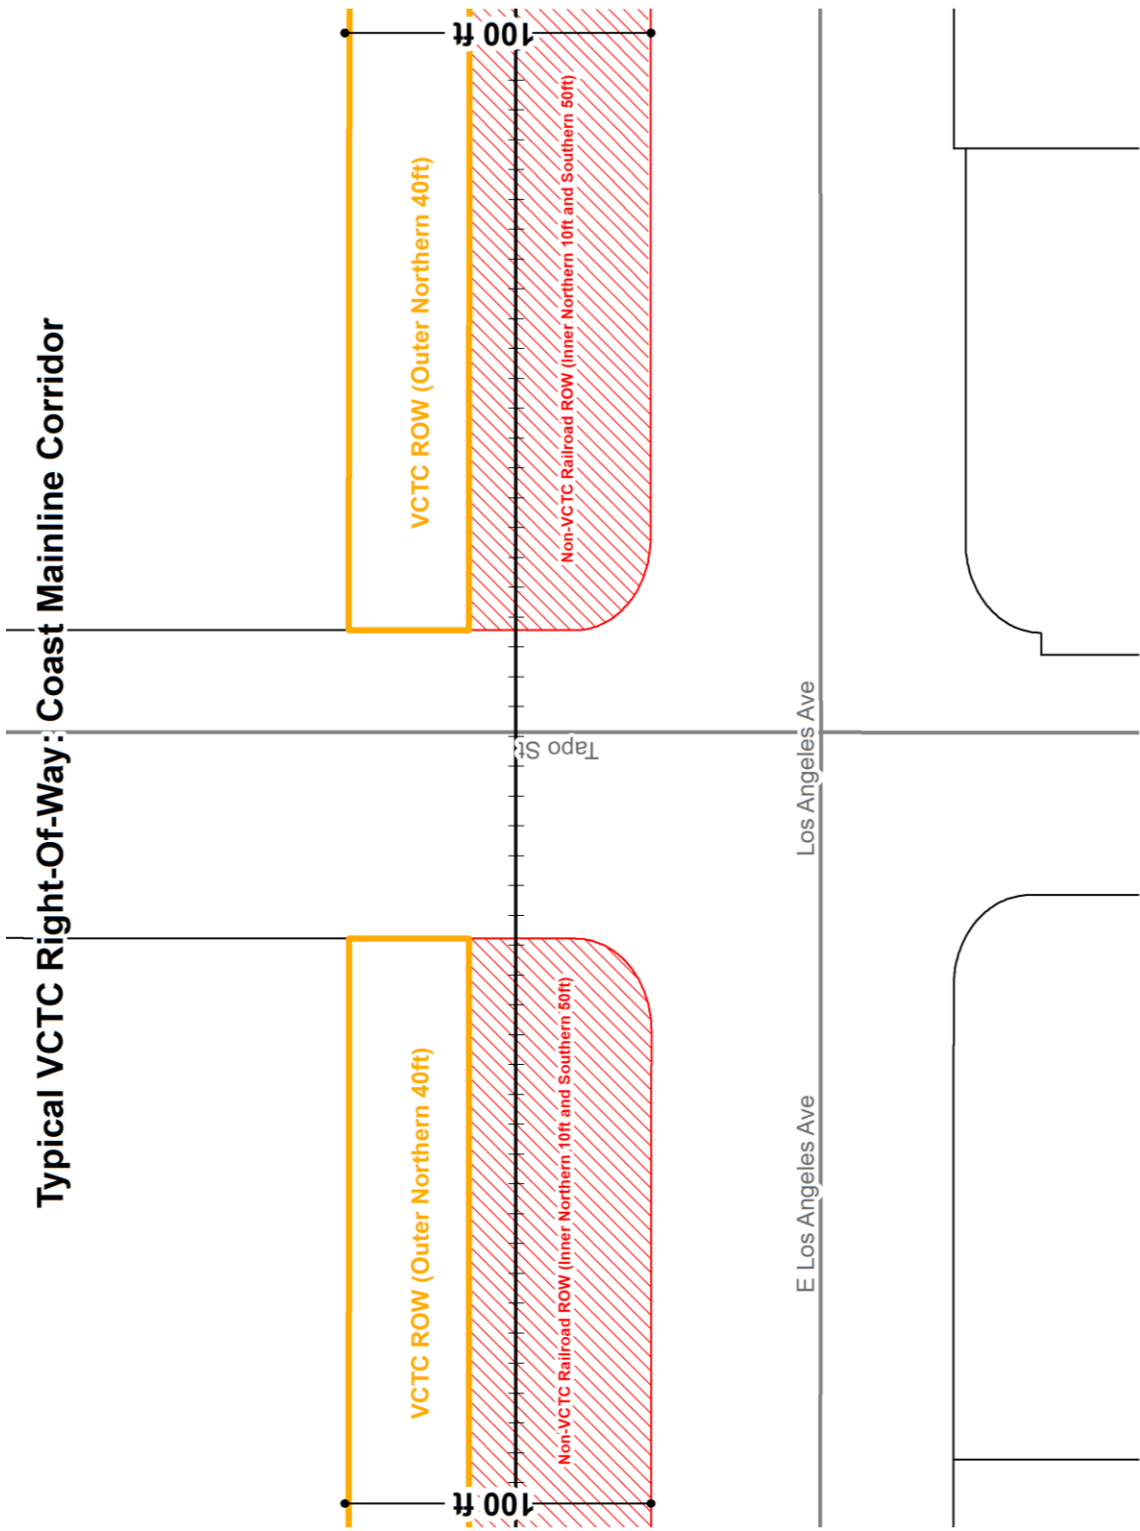 Typical VCTC Right-Of-Way: Coast Mainline Corridor
100 ft
100 ft
VCTC ROW (Outer Northern 40ft)
VCTC ROW (Outer Northern 40ft)
Non-VCTC Railroad ROW (Inner Northern 10ft and Southern 50ft)
Non-VCTC Railroad ROW (Inner Northern 10ft and Southern 50ft)
Tapo St
E Los Angeles Ave
Los Angeles Ave